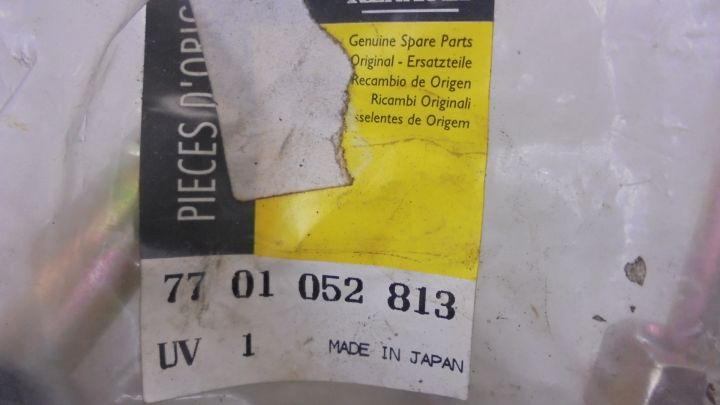 Genuine Spare Parts
Original - Ersatzteile
Recambio de Origen
Ricambi Originali
de Origem
PIECES D'ORIG
77 01 052 813
UV 1 MADE IN JAPAN